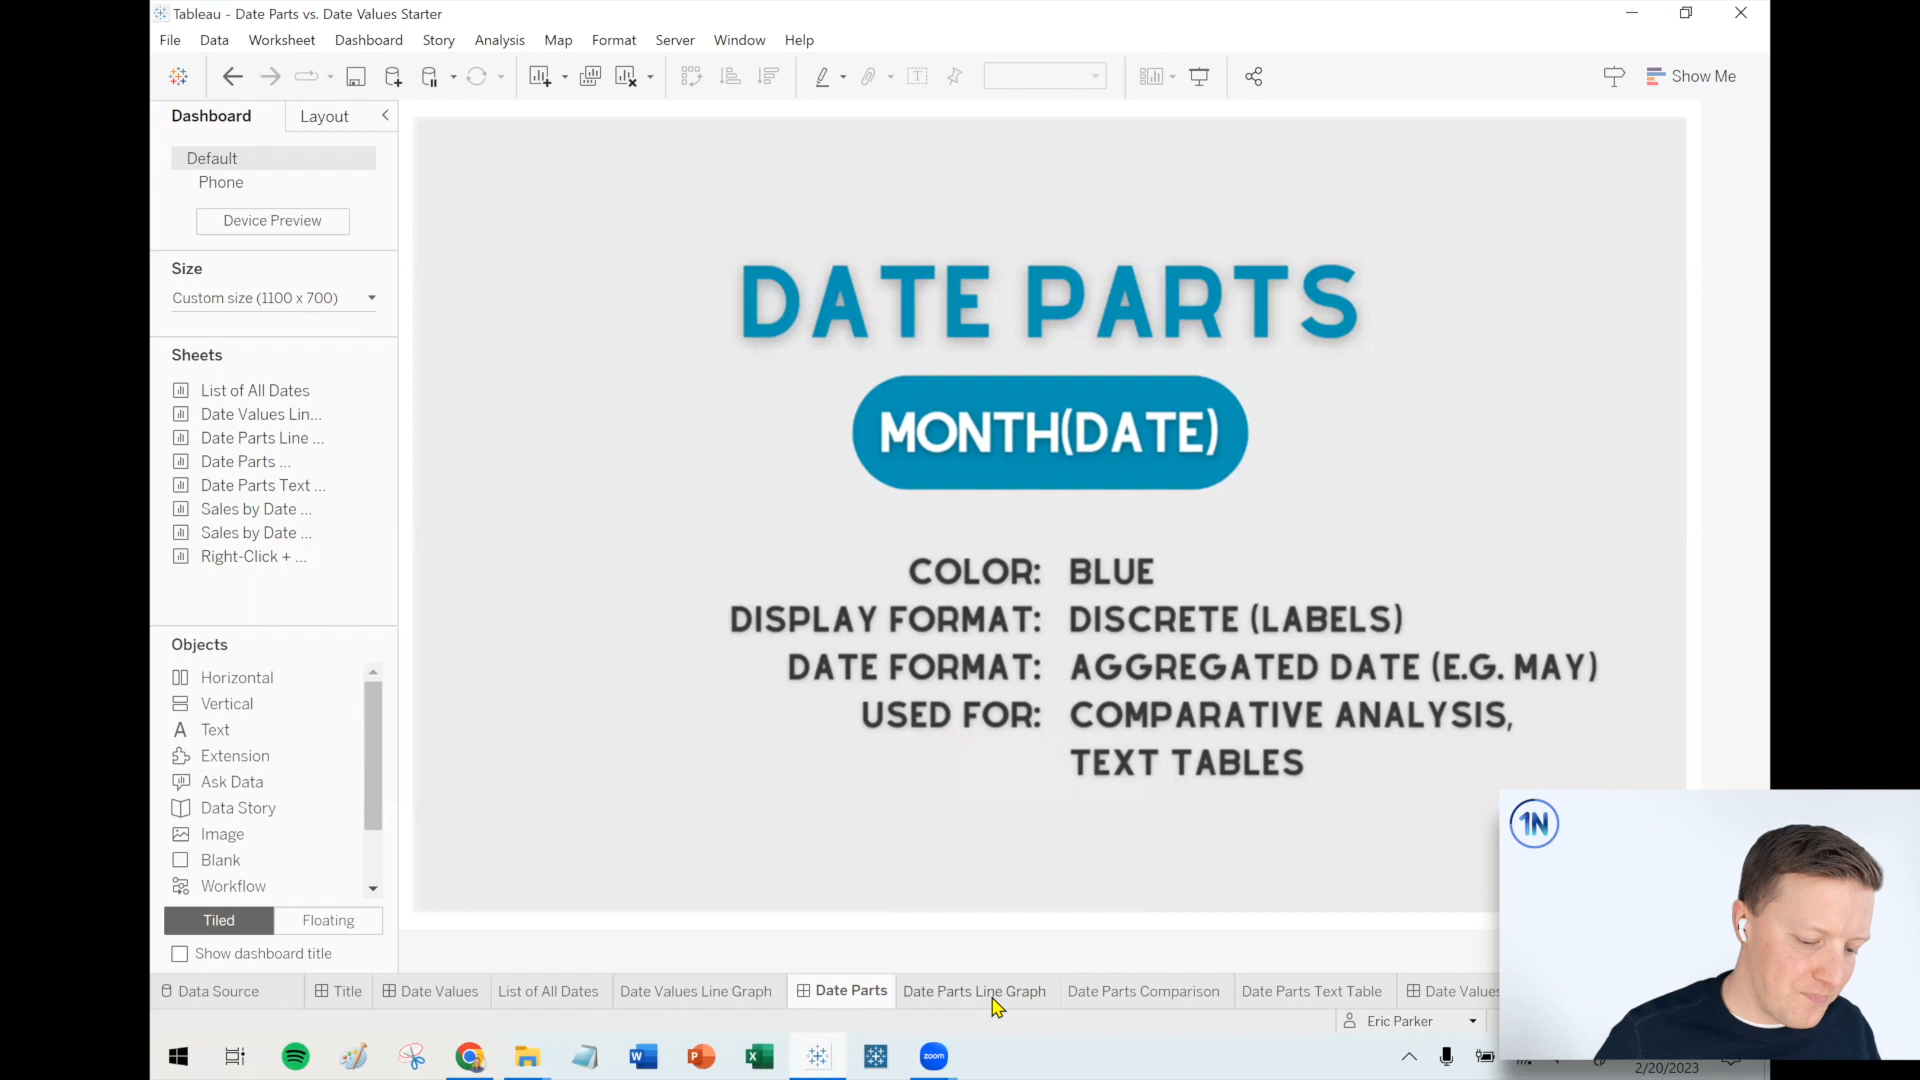 Tableau - Date Parts vs. Date Values Starter
File Data Worksheet Dashboard Story Analysis Map Format Server Window Help
Show Me
Dashboard Layout
Default
Phone
Device Preview
Size
Custom size (1100 x 700)
Sheets
List of All Dates
Date Values Lin...
Date Parts Line ...
Date Parts ...
Date Parts Text ...
Sales by Date ...
Sales by Date ...
Right-Click + ...
Objects
Horizontal
Vertical
Text
Extension
Ask Data
Data Story
Image
Blank
Workflow
Tiled Floating
Show dashboard title
DATE PARTS
MONTH(DATE)
COLOR: BLUE
DISPLAY FORMAT: DISCRETE (LABELS)
DATE FORMAT: AGGREGATED DATE (E.G. MAY)
USED FOR: COMPARATIVE ANALYSIS,
TEXT TABLES
1N
Data Source Title Date Values List of All Dates Date Values Line Graph Date Parts Date Parts Line Graph Date Parts Comparison Date Parts Text Table Date Values
Eric Parker
zoom
2/20/2023